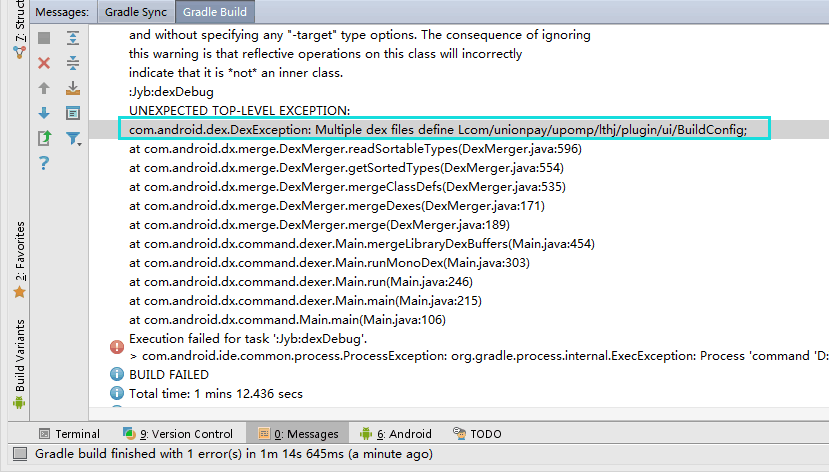 Messages: Gradle Sync Gradle Build
7: Struct
and without specifying any "-target" type options. The consequence of ignoring
this warning is that reflective operations on this class will incorrectly
indicate that it is *not* an inner class.
:Jyb:dexDebug
UNEXPECTED TOP-LEVEL EXCEPTION:
com.android.dex.DexException: Multiple dex files define Lcom/unionpay/upomp/lthj/plugin/ui/BuildConfig;
at com.android.dx.merge.DexMerger.readSortableTypes(DexMerger.java:596)
at com.android.dx.merge.DexMerger.getSortedTypes(DexMerger.java:554)
at com.android.dx.merge.DexMerger.mergeClassDefs(DexMerger.java:535)
at com.android.dx.merge.DexMerger.mergeDexes(DexMerger.java:171)
at com.android.dx.merge.DexMerger.merge(DexMerger.java:189)
at com.android.dx.command.dexer.Main.mergeLibraryDexBuffers(Main.java:454)
at com.android.dx.command.dexer.Main.runMonoDex(Main.java:303)
at com.android.dx.command.dexer.Main.run(Main.java:246)
at com.android.dx.command.dexer.Main.main(Main.java:215)
at com.android.dx.command.Main.main(Main.java:106)
Execution failed for task ':Jyb:dexDebug'.
> com.android.ide.common.process.ProcessException: org.gradle.process.internal.ExecException: Process 'command 'D:
BUILD FAILED
Total time: 1 mins 12.436 secs
2: Favorites
Build Variants
Terminal 9: Version Control 0: Messages 6: Android TODO
Gradle build finished with 1 error(s) in 1m 14s 645ms (a minute ago)